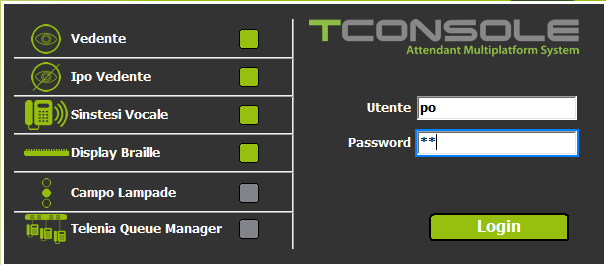 Vedente
Ipo Vedente
Sinstesi Vocale
Display Braille
Campo Lampade
Telenia Queue Manager
TCONSOLE
Attendant Multiplatform System
Utente po
Password **
Login